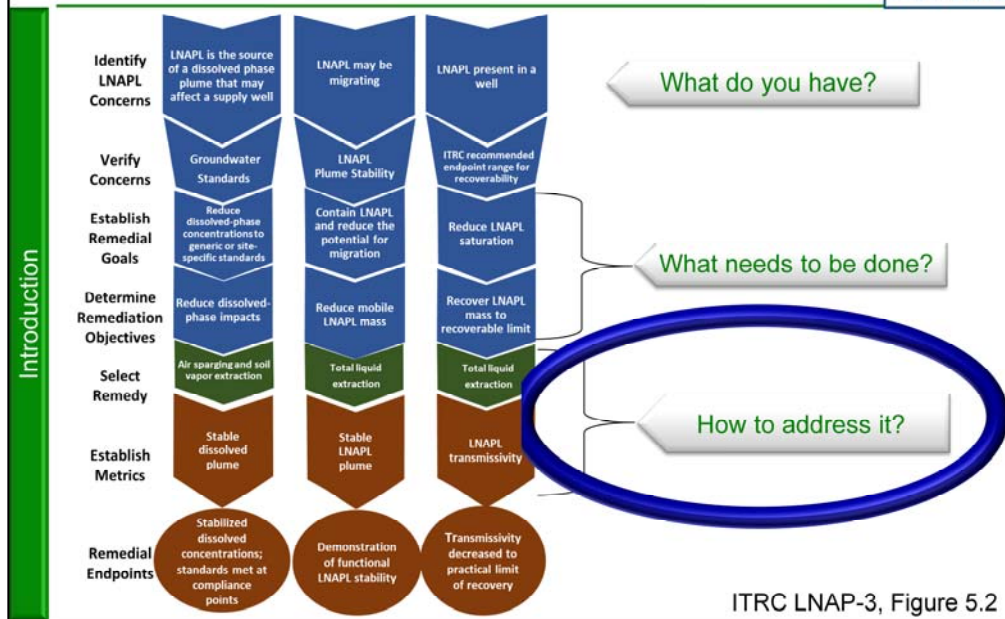 Introduction
Identify
LNAPL
Concerns
LNAPL is the source
of a dissolved phase
plume that may
affect a supply well
LNAPL may be
migrating
LNAPL present in a
well
What do you have?
Verify
Concerns
Groundwater
Standards
LNAPL
Plume Stability
ITRC recommended
endpoint range for
recoverability
Establish
Remedial
Goals
Reduce
dissolved-phase
concentrations to
generic or site-
specific standards
Contain LNAPL
and reduce the
potential for
migration
Reduce LNAPL
saturation
What needs to be done?
Determine
Remediation
Objectives
Reduce dissolved-
phase impacts
Reduce mobile
LNAPL mass
Recover LNAPL
mass to
recoverable limit
Select
Remedy
Air sparging and soil
vapor extraction
Total liquid
extraction
Total liquid
extraction
How to address it?
Establish
Metrics
Stable
dissolved
plume
Stable
LNAPL
plume
LNAPL
transmissivity
Remedial
Endpoints
Stabilized
dissolved
concentrations;
standards met at
compliance
points
Demonstration
of functional
LNAPL stability
Transmissivity
decreased to
practical limit
of recovery
ITRC LNAP-3, Figure 5.2